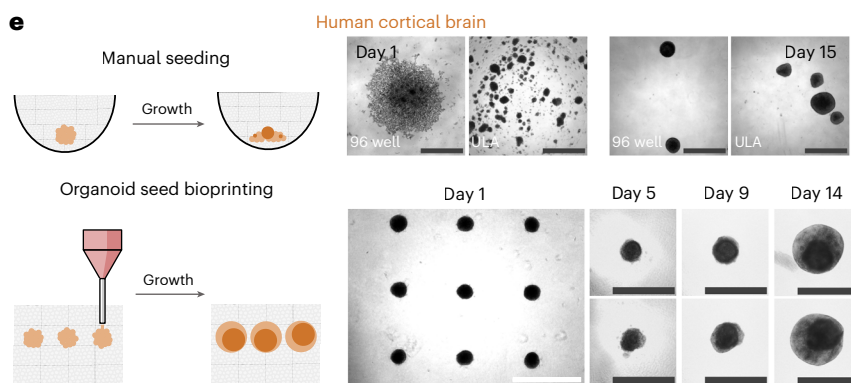 e
Human cortical brain
Manual seeding
Growth
Day 1
96 well
ULA
Day 15
96 well
ULA
Organoid seed bioprinting
Growth
Day 1
Day 5
Day 9
Day 14